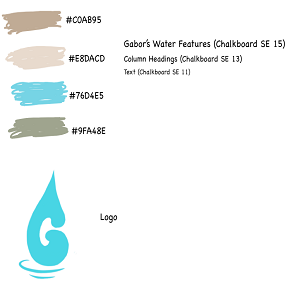 #C0AB95
#E8DACD
Gabor's Water Features (Chalkboard SE 15)
Column Headings (Chalkboard SE 13)
Text (Chalkboard SE 11)
#76D4E5
#9FA48E
G
Logo